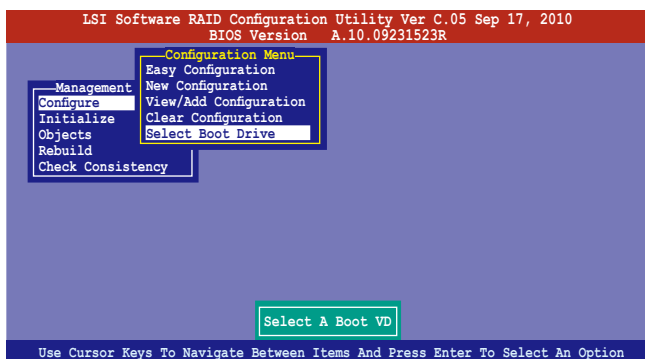 LSI Software RAID Configuration Utility Ver C.05 Sep 17, 2010
BIOS Version A.10.09231523R
Configuration Menu
Easy Configuration
New Configuration
View/Add Configuration
Clear Configuration
Select Boot Drive
Management
Configure
Initialize
Objects
Rebuild
Check Consistency
Select A Boot VD
Use Cursor Keys To Navigate Between Items And Press Enter To Select An Option